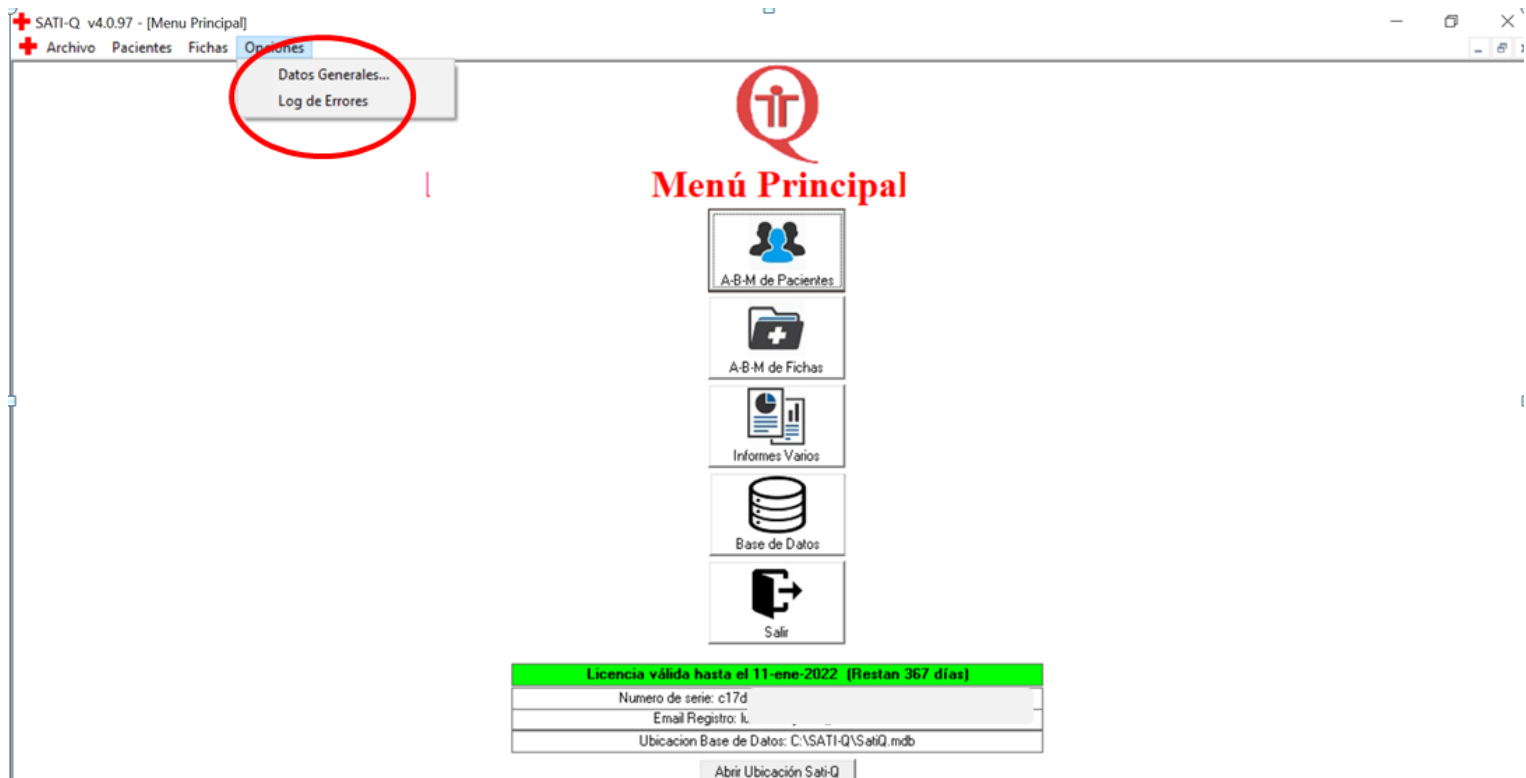 SATI-Q v4.0.97 - [Menu Principal]
Archivo Pacientes Fichas Opciones
Datos Generales...
Log de Errores
Menú Principal
A-B-M de Pacientes
A-B-M de Fichas
Informes Varios
Base de Datos
Salir
Licencia válida hasta el 11-ene-2022 (Restan 367 días)
Numero de serie: c17d
Email Registro:
Ubicacion Base de Datos: C:\SATI-Q\SatiQ.mdb
Abrir Ubicación Sati-Q